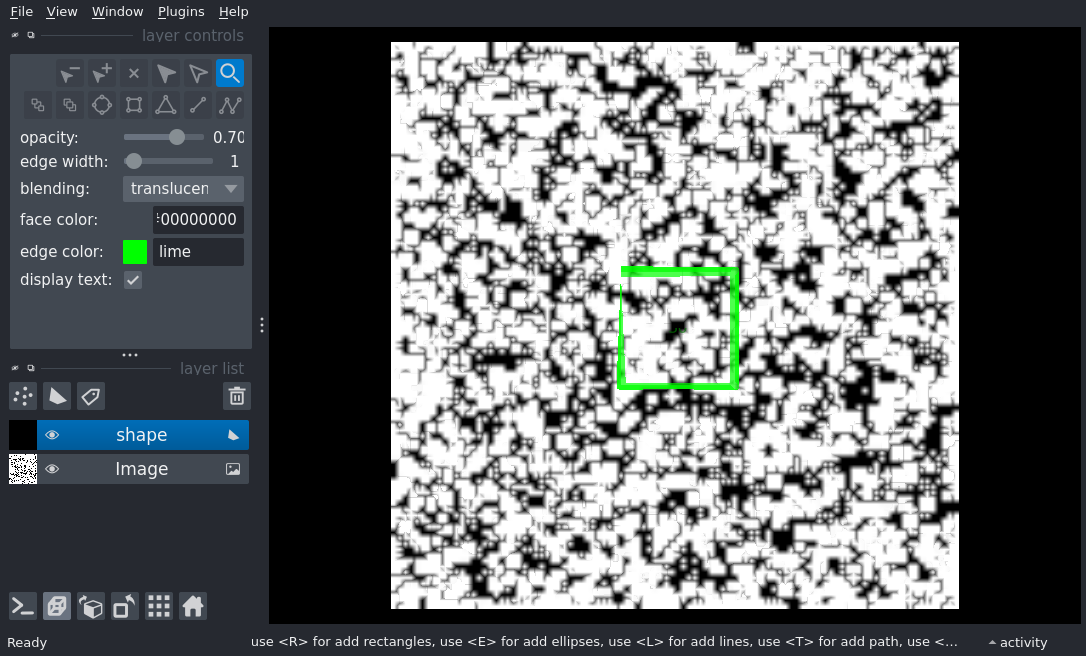 File View Window Plugins Help
layer controls
opacity: 0.70
edge width: 1
blending: translucen
face color: 00000000
edge color: lime
display text:
layer list
shape
Image
Ready
use <R> for add rectangles, use <E> for add ellipses, use <L> for add lines, use <T> for add path, use <...
activity